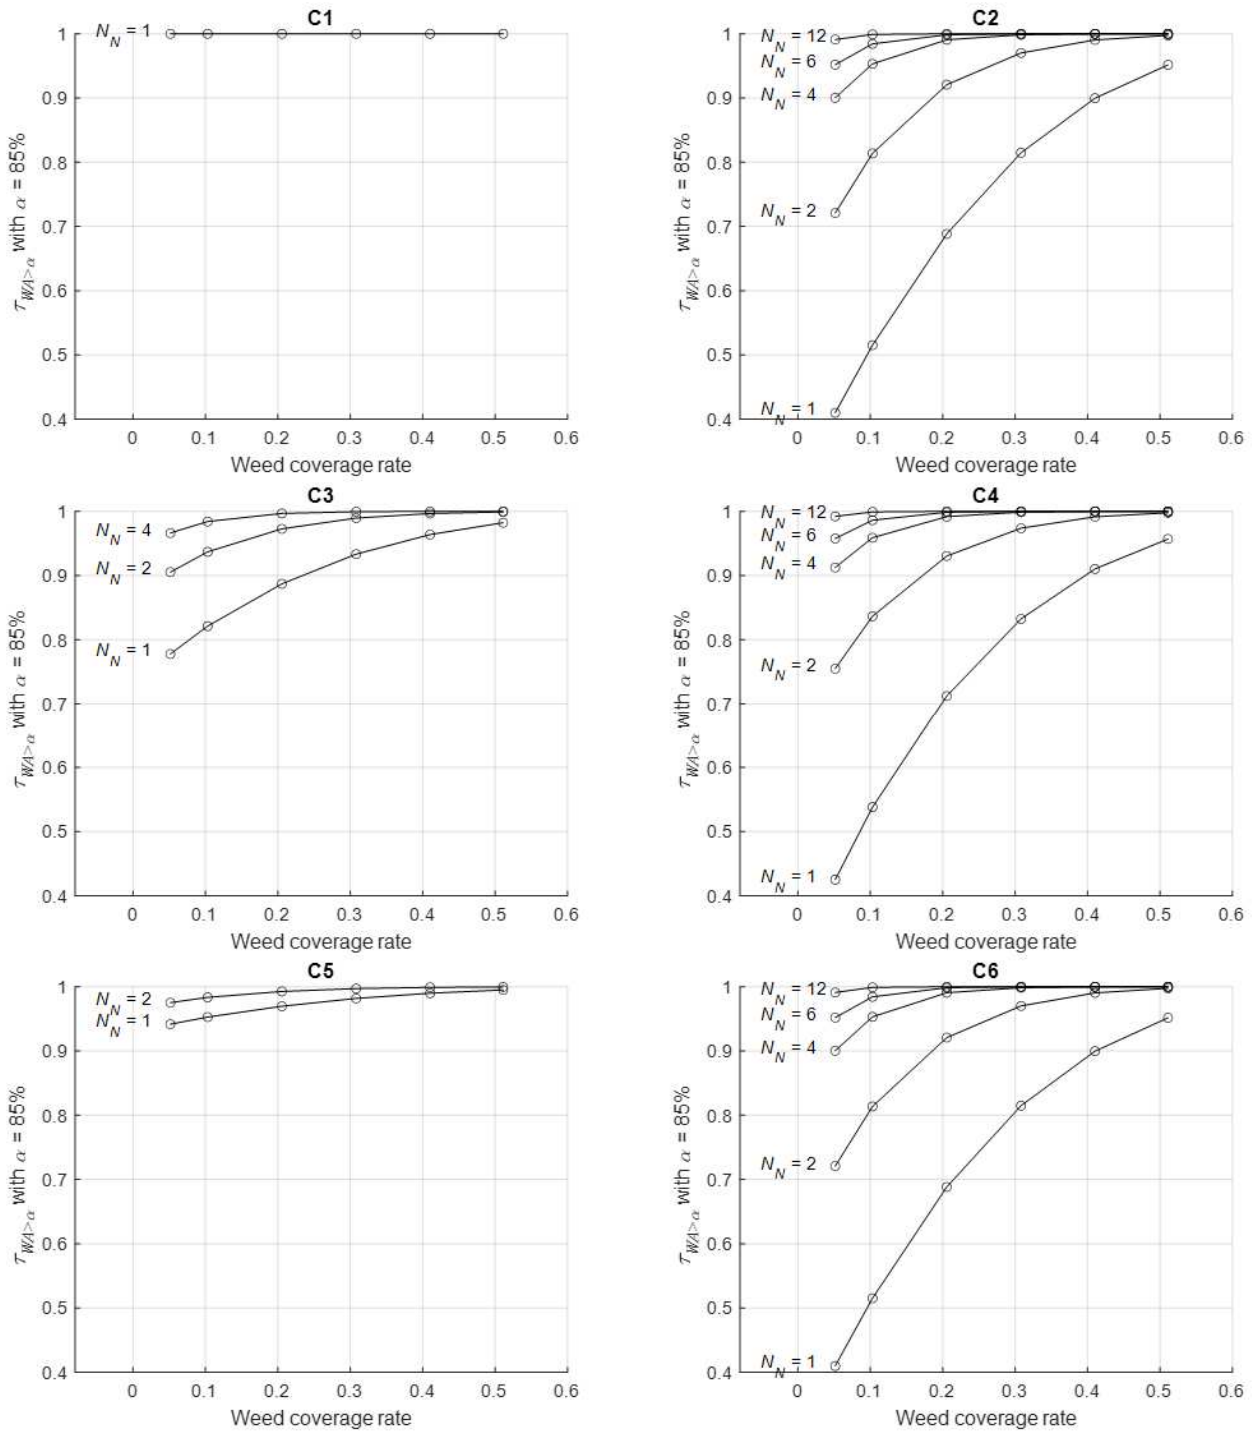 C1
N_N = 1
1
0.9
0.8
0.7
0.6
0.5
0.4
0 0.1 0.2 0.3 0.4 0.5 0.6
Weed coverage rate
τ_WA>α with α = 85%
C2
N_N = 12
N_N = 6
N_N = 4
N_N = 2
N_N = 1
1
0.9
0.8
0.7
0.6
0.5
0.4
0 0.1 0.2 0.3 0.4 0.5 0.6
Weed coverage rate
τ_WA>α with α = 85%
C3
N_N = 4
N_N = 2
N_N = 1
1
0.9
0.8
0.7
0.6
0.5
0.4
0 0.1 0.2 0.3 0.4 0.5 0.6
Weed coverage rate
τ_WA>α with α = 85%
C4
N_N = 12
N_N = 6
N_N = 4
N_N = 2
N_N = 1
1
0.9
0.8
0.7
0.6
0.5
0.4
0 0.1 0.2 0.3 0.4 0.5 0.6
Weed coverage rate
τ_WA>α with α = 85%
C5
N_N = 2
N_N = 1
1
0.9
0.8
0.7
0.6
0.5
0.4
0 0.1 0.2 0.3 0.4 0.5 0.6
Weed coverage rate
τ_WA>α with α = 85%
C6
N_N = 12
N_N = 6
N_N = 4
N_N = 2
N_N = 1
1
0.9
0.8
0.7
0.6
0.5
0.4
0 0.1 0.2 0.3 0.4 0.5 0.6
Weed coverage rate
τ_WA>α with α = 85%